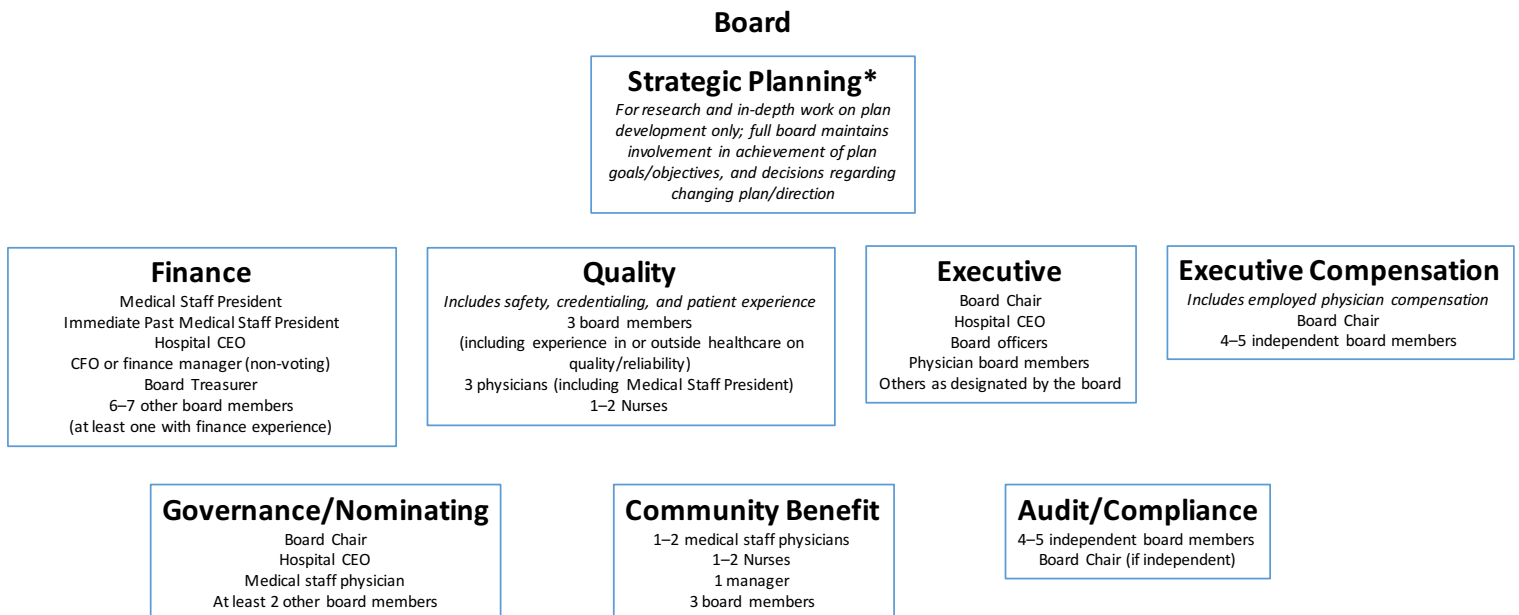 Board
Strategic Planning*
For research and in-depth work on plan
development only; full board maintains
involvement in achievement of plan
goals/objectives, and decisions regarding
changing plan/direction
Finance
Medical Staff President
Immediate Past Medical Staff President
Hospital CEO
CFO or finance manager (non-voting)
Board Treasurer
6–7 other board members
(at least one with finance experience)
Quality
Includes safety, credentialing, and patient experience
3 board members
(including experience in or outside healthcare on
quality/reliability)
3 physicians (including Medical Staff President)
1–2 Nurses
Executive
Board Chair
Hospital CEO
Board officers
Physician board members
Others as designated by the board
Executive Compensation
Includes employed physician compensation
Board Chair
4–5 independent board members
Governance/Nominating
Board Chair
Hospital CEO
Medical staff physician
At least 2 other board members
Community Benefit
1–2 medical staff physicians
1–2 Nurses
1 manager
3 board members
Audit/Compliance
4–5 independent board members
Board Chair (if independent)